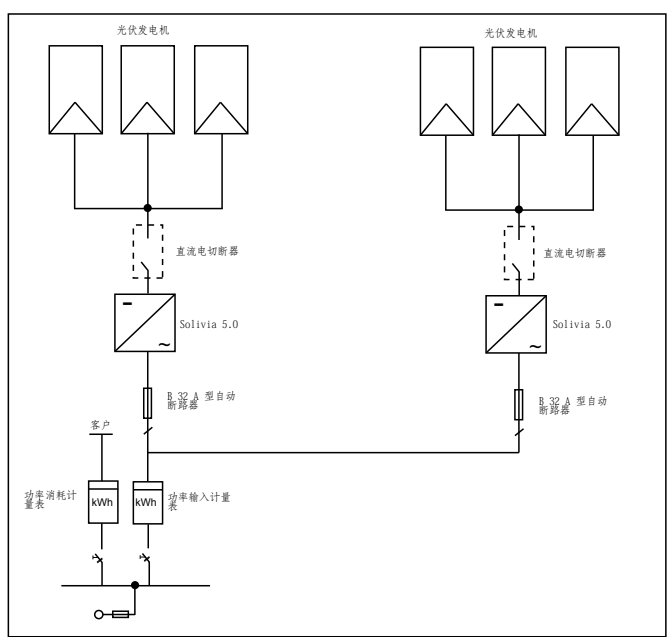 光伏发电机
光伏发电机
直流电切断器
直流电切断器
Solivia 5.0
Solivia 5.0
B 32 A 型自动
断路器
B 32 A 型自动
断路器
客户
功率消耗计
量表
kWh
kWh
功率输入计量
表